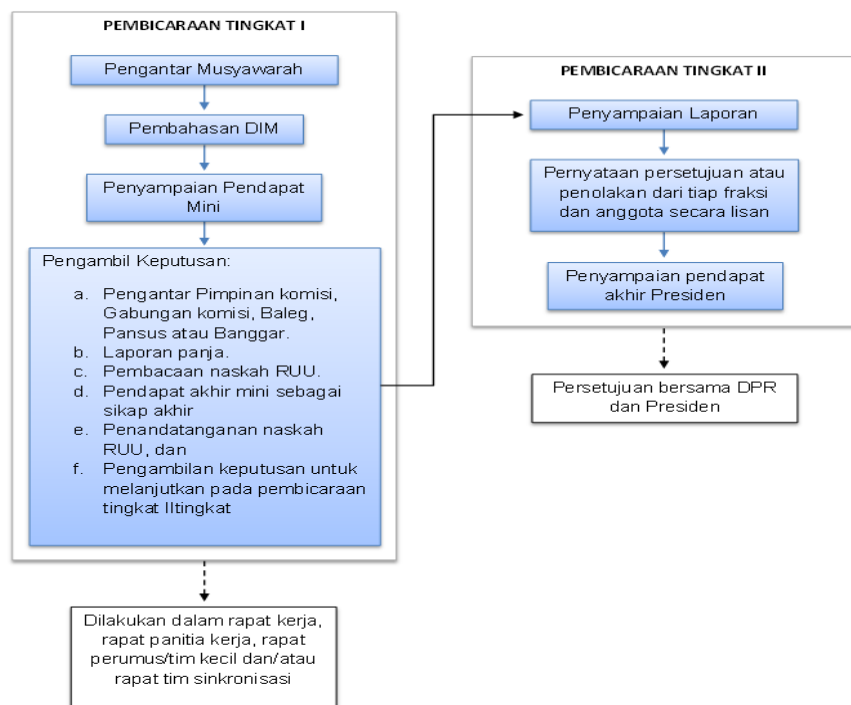 PEMBICARAAN TINGKAT I
Pengantar Musyawarah
Pembahasan DIM
Penyampaian Pendapat
Mini
Pengambil Keputusan:
a. Pengantar Pimpinan komisi,
Gabungan komisi, Baleg,
Pansus atau Banggar.
b. Laporan panja.
c. Pembacaan naskah RUU.
d. Pendapat akhir mini sebagai
sikap akhir
e. Penandatanganan naskah
RUU, dan
f. Pengambilan keputusan untuk
melanjutkan pada pembicaraan
tingkat IItingkat
Dilakukan dalam rapat kerja,
rapat panitia kerja, rapat
perumus/tim kecil dan/atau
rapat tim sinkronisasi
PEMBICARAAN TINGKAT II
Penyampaian Laporan
Pernyataan persetujuan atau
penolakan dari tiap fraksi
dan anggota secara lisan
Penyampaian pendapat
akhir Presiden
Persetujuan bersama DPR
dan Presiden